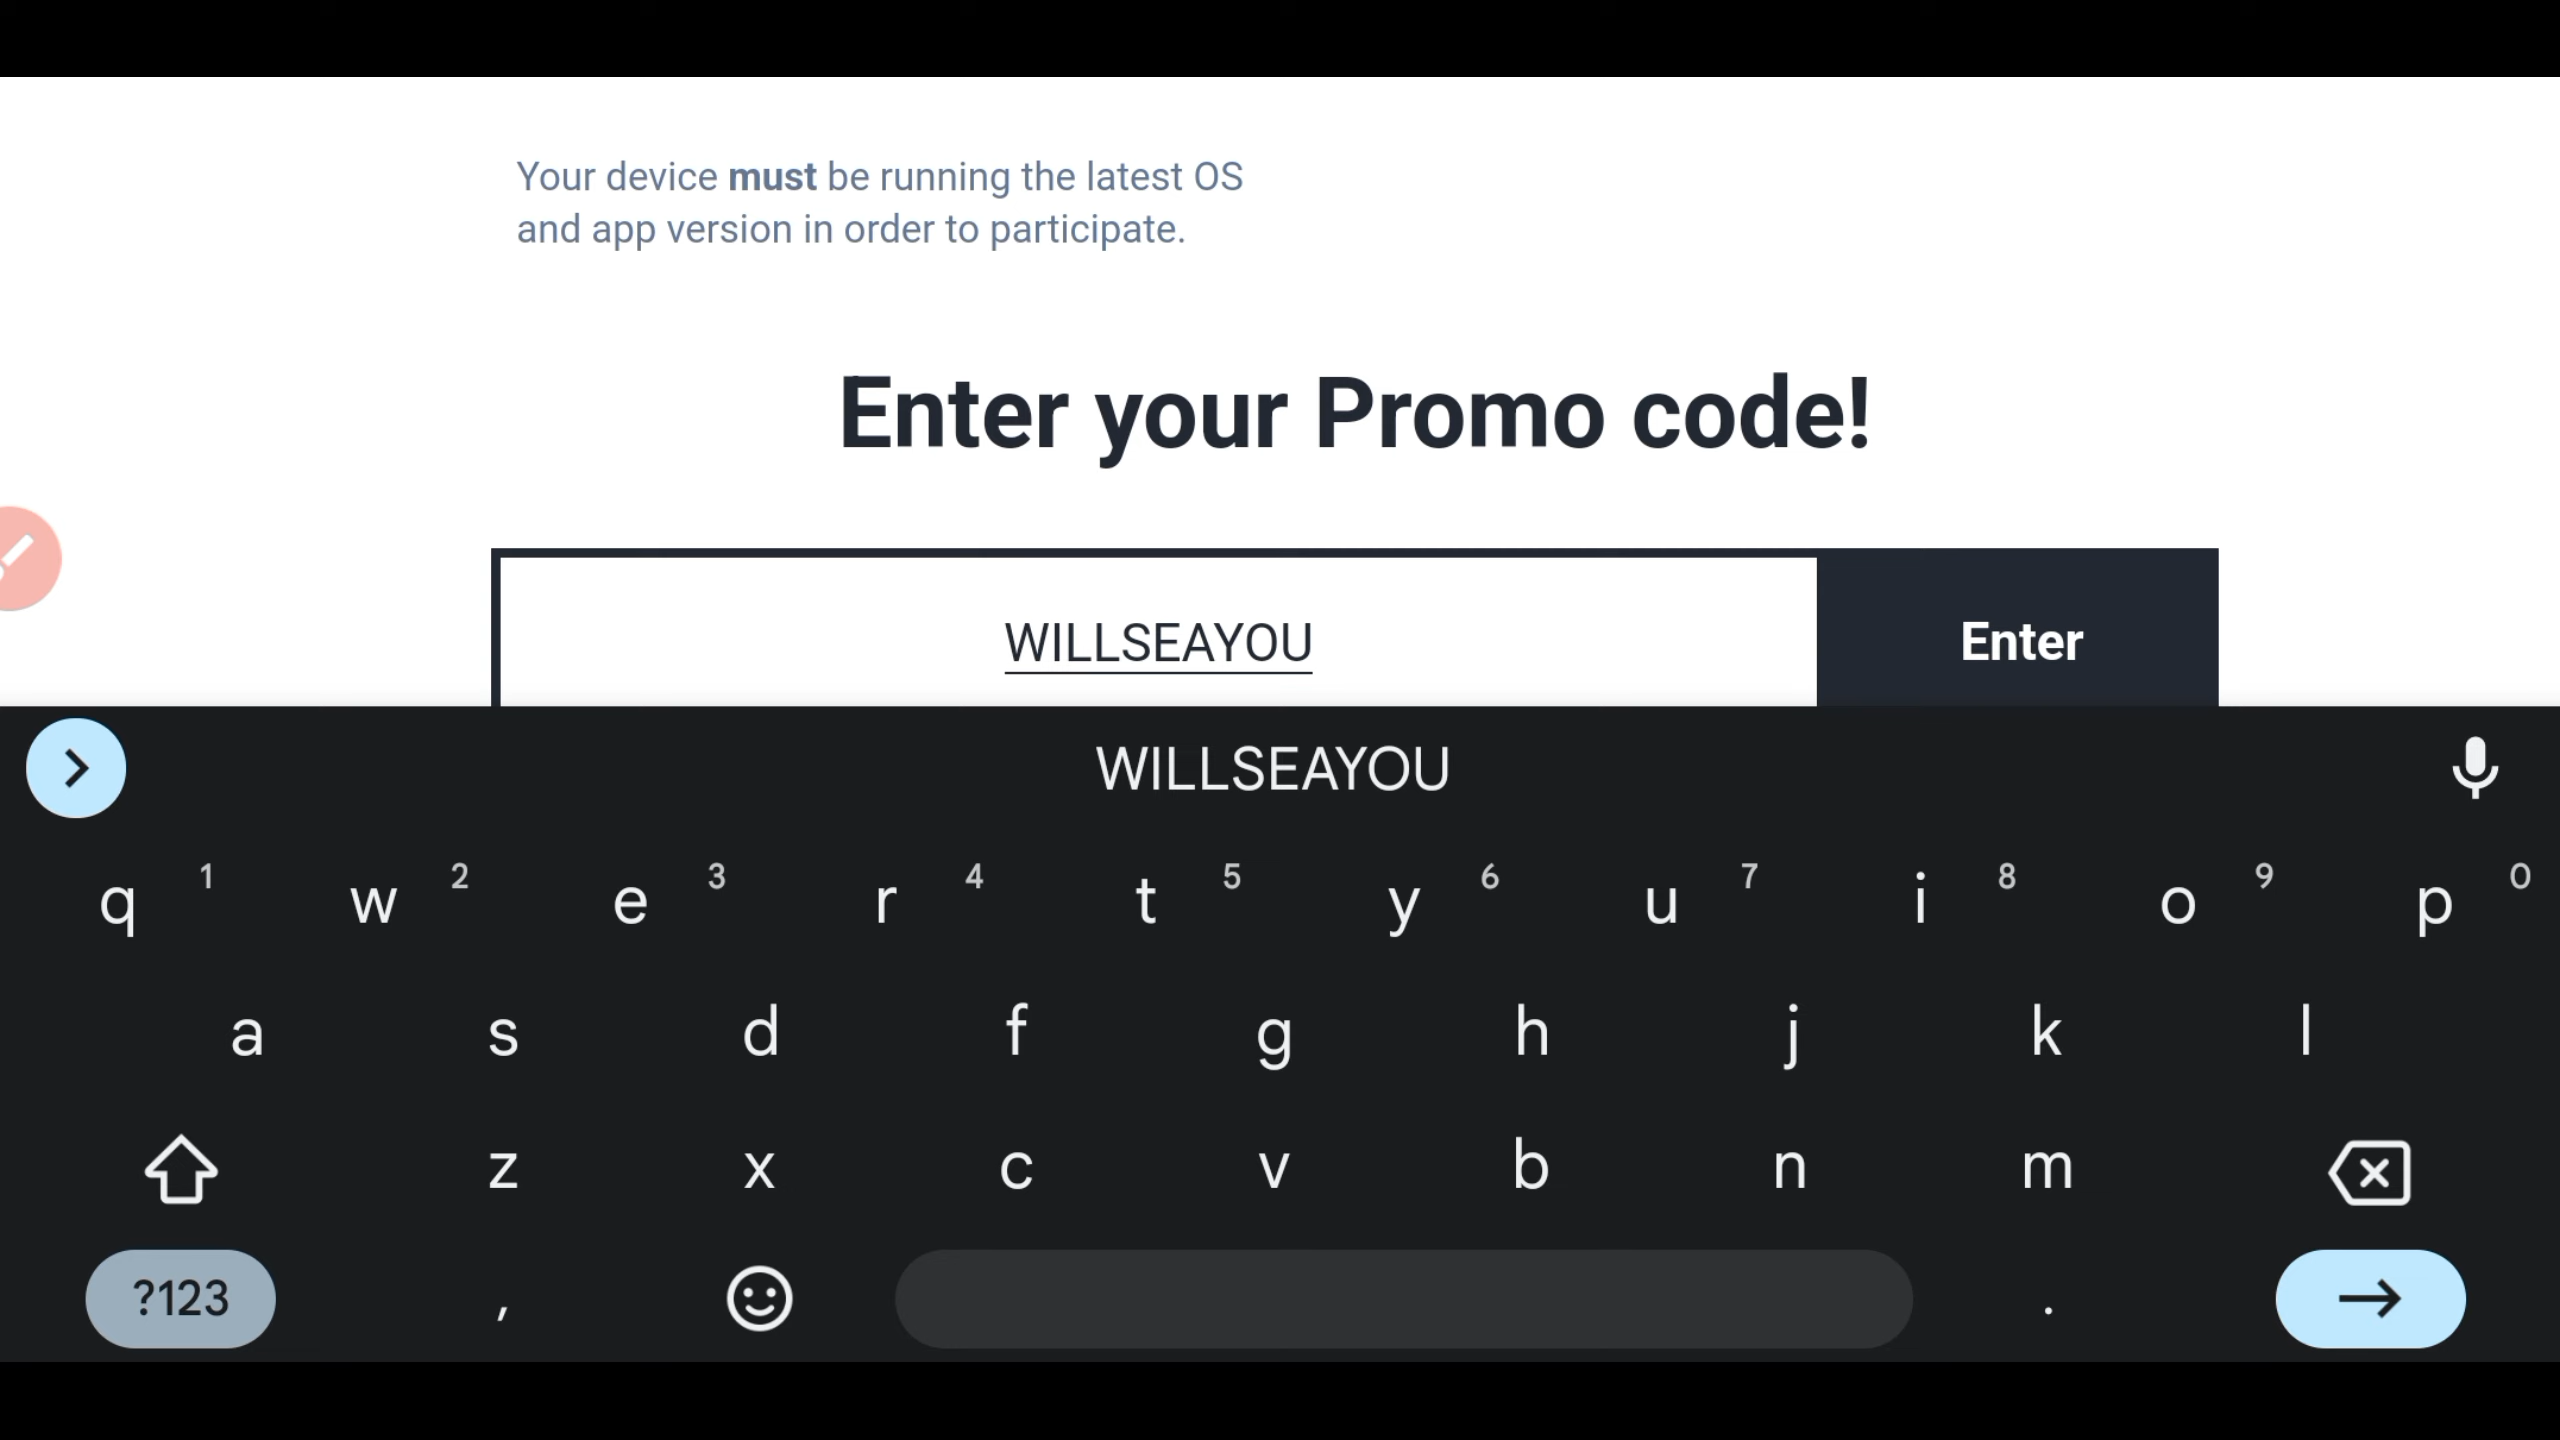 Your device must be running the latest OS
and app version in order to participate.
Enter your Promo code!
WILLSEAYOU
Enter
WILLSEAYOU
q 1 w 2 e 3 r 4 t 5 y 6 u 7 i 8 o 9 p 0
a s d f g h j k l
z x c v b n m
?123 , .